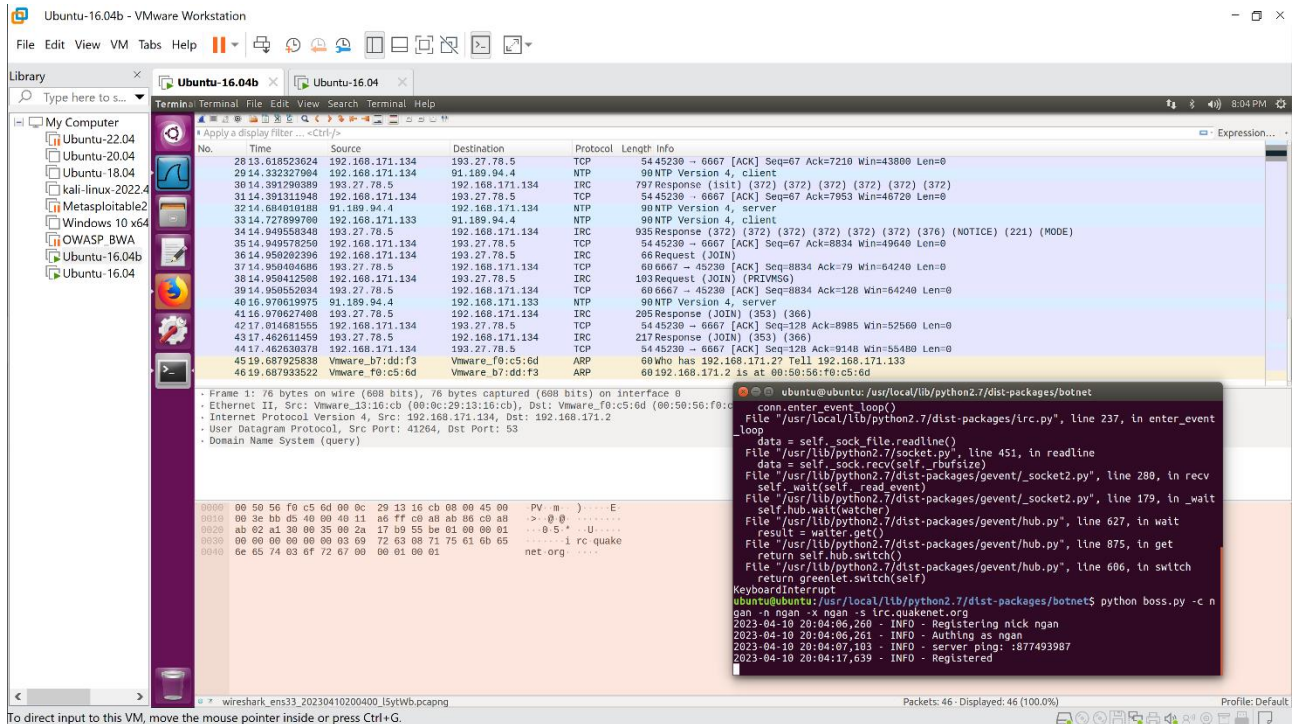 Ubuntu-16.04b - VMware Workstation
File Edit View VM Tabs Help
Library
Type here to s...
My Computer
Ubuntu-22.04
Ubuntu-20.04
Ubuntu-18.04
kali-linux-2022.4
Metasploitable2
Windows 10 x64
OWASP_BWA
Ubuntu-16.04b
Ubuntu-16.04
Ubuntu-16.04b
Ubuntu-16.04
Terminal Terminal File Edit View Search Terminal Help
8:04 PM
Apply a display filter ... <Ctrl-/>
Expression...
No. Time Source Destination Protocol Length Info
28 13.618523624 192.168.171.134 193.27.78.5 TCP 54 45230 → 6667 [ACK] Seq=67 Ack=7210 Win=43800 Len=0
29 14.332327904 192.168.171.134 91.189.94.4 NTP 90 NTP Version 4, client
30 14.391290389 193.27.78.5 192.168.171.134 IRC 797 Response (isit) (372) (372) (372) (372) (372) (372)
31 14.391311948 192.168.171.134 193.27.78.5 TCP 54 45230 → 6667 [ACK] Seq=67 Ack=7953 Win=46720 Len=0
32 14.684010188 91.189.94.4 192.168.171.134 NTP 90 NTP Version 4, server
33 14.727899700 192.168.171.133 91.189.94.4 NTP 90 NTP Version 4, client
34 14.949558348 193.27.78.5 192.168.171.134 IRC 935 Response (372) (372) (372) (372) (372) (372) (376) (NOTICE) (221) (MODE)
35 14.949578250 192.168.171.134 193.27.78.5 TCP 54 45230 → 6667 [ACK] Seq=67 Ack=8834 Win=49640 Len=0
36 14.950202396 192.168.171.134 193.27.78.5 IRC 66 Request (JOIN)
37 14.950404686 193.27.78.5 192.168.171.134 TCP 60 6667 → 45230 [ACK] Seq=8834 Ack=79 Win=64240 Len=0
38 14.950412508 192.168.171.134 193.27.78.5 IRC 103 Request (JOIN) (PRIVMSG)
39 14.950552034 193.27.78.5 192.168.171.134 TCP 60 6667 → 45230 [ACK] Seq=8834 Ack=128 Win=64240 Len=0
40 16.970619975 91.189.94.4 192.168.171.133 NTP 90 NTP Version 4, server
41 16.970627408 193.27.78.5 192.168.171.134 IRC 205 Response (JOIN) (353) (366)
42 17.014681555 192.168.171.134 193.27.78.5 TCP 54 45230 → 6667 [ACK] Seq=128 Ack=8985 Win=52560 Len=0
43 17.462611459 193.27.78.5 192.168.171.134 IRC 217 Response (JOIN) (353) (366)
44 17.462630378 192.168.171.134 193.27.78.5 TCP 54 45230 → 6667 [ACK] Seq=128 Ack=9148 Win=55480 Len=0
45 19.687925838 Vmware_b7:dd:f3 Vmware_f0:c5:6d ARP 60 Who has 192.168.171.2? Tell 192.168.171.133
46 19.687933522 Vmware_f0:c5:6d Vmware_b7:dd:f3 ARP 60 192.168.171.2 is at 00:50:56:f0:c5:6d
Frame 1: 76 bytes on wire (608 bits), 76 bytes captured (608 bits) on interface 0
Ethernet II, Src: Vmware_13:16:cb (00:0c:29:13:16:cb), Dst: Vmware_f0:c5:6d (00:50:56:f0:c
Internet Protocol Version 4, Src: 192.168.171.134, Dst: 192.168.171.2
User Datagram Protocol, Src Port: 41264, Dst Port: 53
Domain Name System (query)
0000 00 50 56 f0 c5 6d 00 0c 29 13 16 cb 08 00 45 00 ·PV··m·· )·····E·
0010 00 3e bb d5 40 00 40 11 a6 ff c0 a8 ab 86 c0 a8 ·>··@·@· ········
0020 ab 02 a1 30 00 35 00 2a 17 b9 55 be 01 00 00 01 ···0·5·* ··U·····
0030 00 00 00 00 00 00 03 69 72 63 08 71 75 61 6b 65 ·······i rc·quake
0040 6e 65 74 03 6f 72 67 00 00 01 00 01 net·org· ····
ubuntu@ubuntu: /usr/local/lib/python2.7/dist-packages/botnet
conn.enter_event_loop()
File "/usr/local/lib/python2.7/dist-packages/irc.py", line 237, in enter_event
_loop
data = self._sock_file.readline()
File "/usr/lib/python2.7/socket.py", line 451, in readline
data = self._sock.recv(self._rbufsize)
File "/usr/lib/python2.7/dist-packages/gevent/_socket2.py", line 280, in recv
self._wait(self._read_event)
File "/usr/lib/python2.7/dist-packages/gevent/_socket2.py", line 179, in _wait
self.hub.wait(watcher)
File "/usr/lib/python2.7/dist-packages/gevent/hub.py", line 627, in wait
result = waiter.get()
File "/usr/lib/python2.7/dist-packages/gevent/hub.py", line 875, in get
return self.hub.switch()
File "/usr/lib/python2.7/dist-packages/gevent/hub.py", line 606, in switch
return greenlet.switch(self)
KeyboardInterrupt
ubuntu@ubuntu:/usr/local/lib/python2.7/dist-packages/botnet$ python boss.py -c n
gan -n ngan -x ngan -s irc.quakenet.org
2023-04-10 20:04:06,260 - INFO - Registering nick ngan
2023-04-10 20:04:06,261 - INFO - Authing as ngan
2023-04-10 20:04:07,103 - INFO - server ping: :877493987
2023-04-10 20:04:17,639 - INFO - Registered
wireshark_ens33_20230410200400_l5ytWb.pcapng
Packets: 46 · Displayed: 46 (100.0%)
Profile: Default
To direct input to this VM, move the mouse pointer inside or press Ctrl+G.